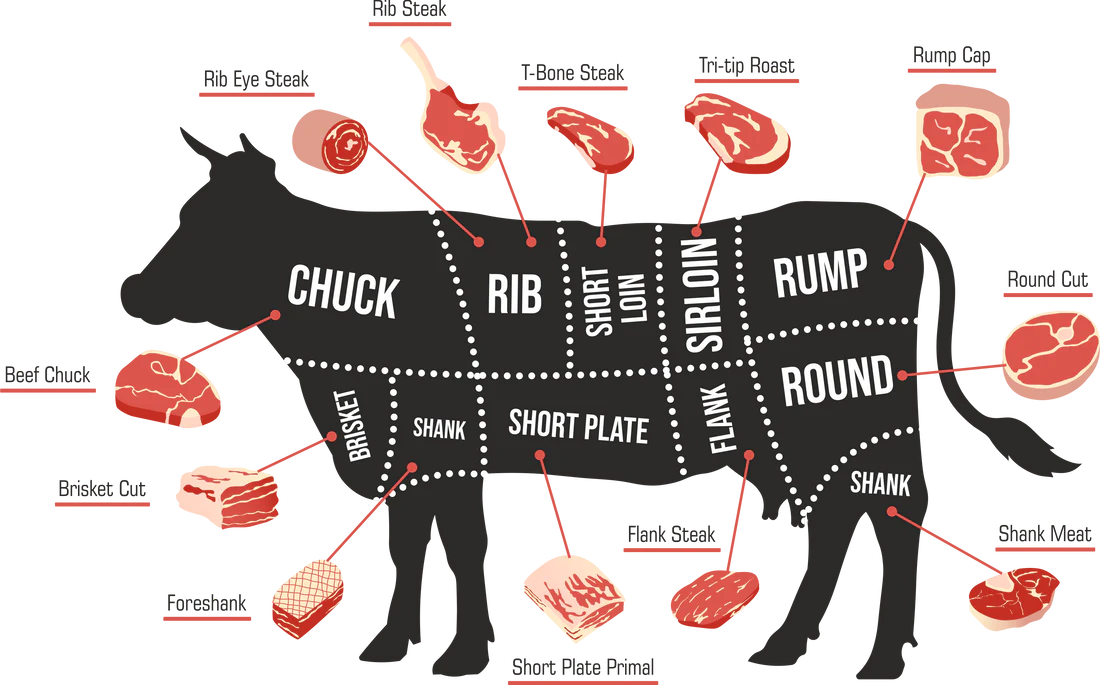 Rib Steak
Rib Eye Steak
T-Bone Steak
Tri-tip Roast
Rump Cap
CHUCK
RIB
SHORT
LOIN
SIRLOIN
RUMP
Round Cut
Beef Chuck
BRISKET
SHANK
SHORT PLATE
FLANK
ROUND
SHANK
Brisket Cut
Flank Steak
Shank Meat
Foreshank
Short Plate Primal